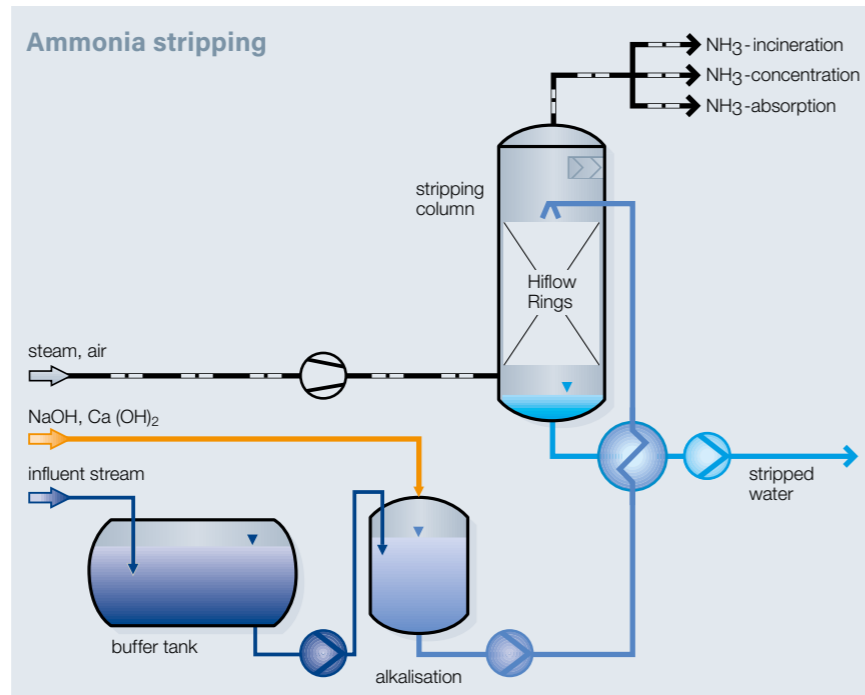 Ammonia stripping
NH3-incineration
NH3-concentration
NH3-absorption
stripping
column
Hiflow
Rings
steam, air
NaOH, Ca (OH)2
influent stream
stripped
water
buffer tank
alkalisation